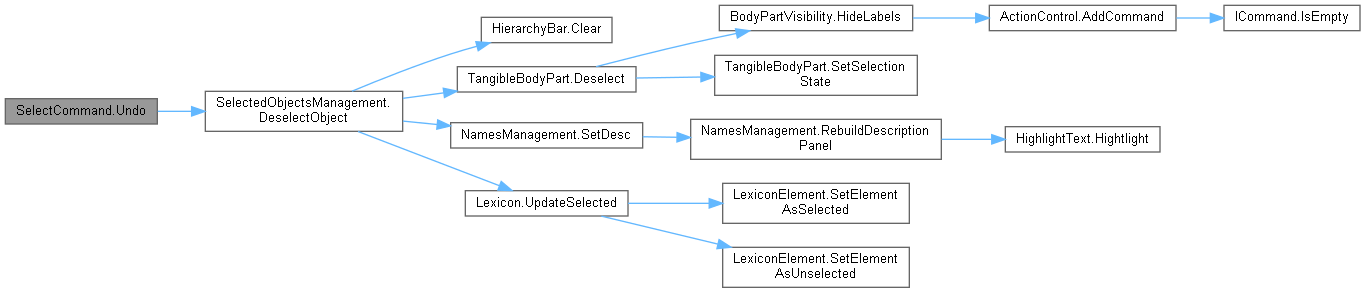 SelectCommand.Undo
SelectedObjectsManagement.
DeselectObject
HierarchyBar.Clear
TangibleBodyPart.Deselect
BodyPartVisibility.HideLabels
ActionControl.AddCommand
ICommand.IsEmpty
TangibleBodyPart.SetSelection
State
NamesManagement.SetDesc
NamesManagement.RebuildDescription
Panel
HighlightText.Hightlight
Lexicon.UpdateSelected
LexiconElement.SetElement
AsSelected
LexiconElement.SetElement
AsUnselected